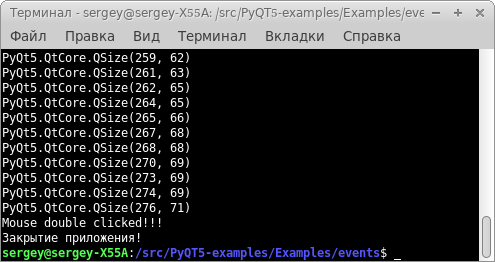 Терминал - sergey@sergey-X55A: /src/PyQT5-examples/Examples/eve
Файл Правка Вид Терминал Вкладки Справка
PyQt5.QtCore.QSize(259, 62)
PyQt5.QtCore.QSize(261, 63)
PyQt5.QtCore.QSize(262, 65)
PyQt5.QtCore.QSize(264, 65)
PyQt5.QtCore.QSize(265, 66)
PyQt5.QtCore.QSize(267, 68)
PyQt5.QtCore.QSize(268, 68)
PyQt5.QtCore.QSize(270, 69)
PyQt5.QtCore.QSize(273, 69)
PyQt5.QtCore.QSize(274, 69)
PyQt5.QtCore.QSize(276, 71)
Mouse double clicked!!!
Закрытие приложения!
sergey@sergey-X55A:/src/PyQT5-examples/Examples/events$ _